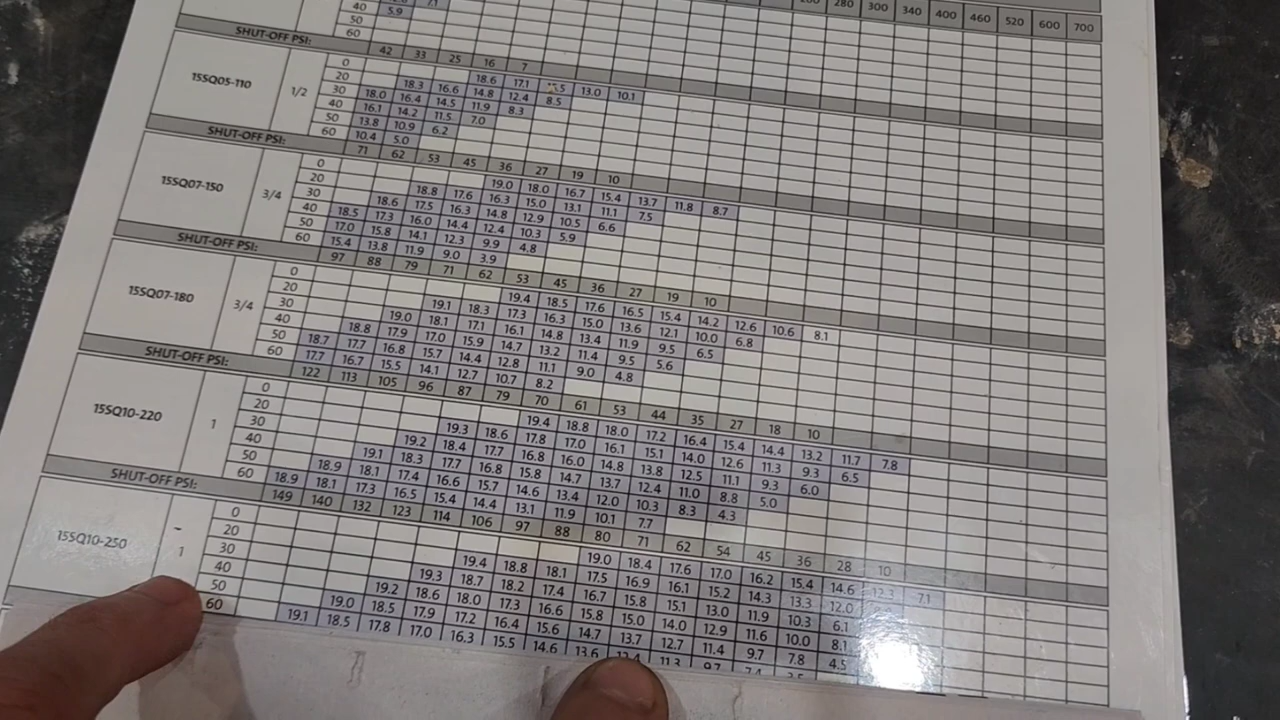 280 300 340 400 460 520 600 700
40 5.9 7.1
50
60
SHUT-OFF PSI: 42 33 25 16 7
15SQ05-110 1/2
0 18.6 17.1 13.0 10.1
20 18.3 16.6 14.8 12.4 8.5
30 18.0 16.4 14.5 11.9 8.3
40 16.1 14.2 11.5 7.0
50 13.8 10.9 6.2
60 10.4 5.0
SHUT-OFF PSI: 71 62 53 45 36 27 19 10
15SQ07-150 3/4
0 19.0 18.0 16.7 15.4 13.7 11.8 8.7
20 18.8 17.6 16.3 15.0 13.1 11.1 7.5
30 18.6 17.5 16.3 14.8 12.9 10.5 6.6
40 18.5 17.3 16.0 14.4 12.4 10.3 5.9
50 17.0 15.8 14.1 12.3 9.9 4.8
60 15.4 13.8 11.9 9.0 3.9
SHUT-OFF PSI: 97 88 79 71 62 53 45 36 27 19 10
15SQ07-180 3/4
0 19.4 18.5 17.6 16.5 15.4 14.2 12.6 10.6 8.1
20 19.1 18.3 17.3 16.3 15.0 13.6 12.1 10.0 6.8
30 19.0 18.1 17.1 16.1 14.8 13.4 11.9 9.5 6.5
40 18.8 17.9 17.0 15.9 14.7 13.2 11.4 9.5 5.6
50 18.7 17.7 16.8 15.7 14.4 12.8 11.1 9.0 4.8
60 17.7 16.7 15.5 14.1 12.7 10.7 8.2
SHUT-OFF PSI: 122 113 105 96 87 79 70 61 53 44 35 27 18 10
15SQ10-220 1
0 19.4 18.8 18.0 17.2 16.4 15.4 14.4 13.2 11.7 7.8
20 19.3 18.6 17.8 17.0 16.1 15.1 14.0 12.6 11.3 9.3 6.5
30 19.2 18.4 17.7 16.8 16.0 14.8 13.8 12.5 11.1 9.3 6.0
40 19.1 18.3 17.7 16.8 15.8 14.7 13.7 12.4 11.0 8.8 5.0
50 18.9 18.1 17.4 16.6 15.7 14.6 13.4 12.0 10.3 8.3 4.3
60 18.9 18.1 17.3 16.5 15.4 14.4 13.1 11.9 10.1 7.7
SHUT-OFF PSI: 149 140 132 123 114 106 97 88 80 71 62 54 45 36 28 10
15SQ10-250 1
0 19.0 18.4 17.6 17.0 16.2 15.4 14.6 12.3 7.1
20 19.4 18.8 18.1 17.5 16.9 16.1 15.2 14.3 13.3 12.0
30 19.3 18.7 18.2 17.4 16.7 15.8 15.1 13.0 11.9 10.3 6.1
40 19.2 18.6 18.0 17.3 16.6 15.8 15.0 14.0 12.9 11.6 10.0 8.1
50 19.0 18.5 17.9 17.2 16.4 15.6 14.7 13.7 12.7 11.4 9.7 7.8 4.5
60 19.1 18.5 17.8 17.0 16.3 15.5 14.6 13.6 12.4 11.3 9.7 7.4